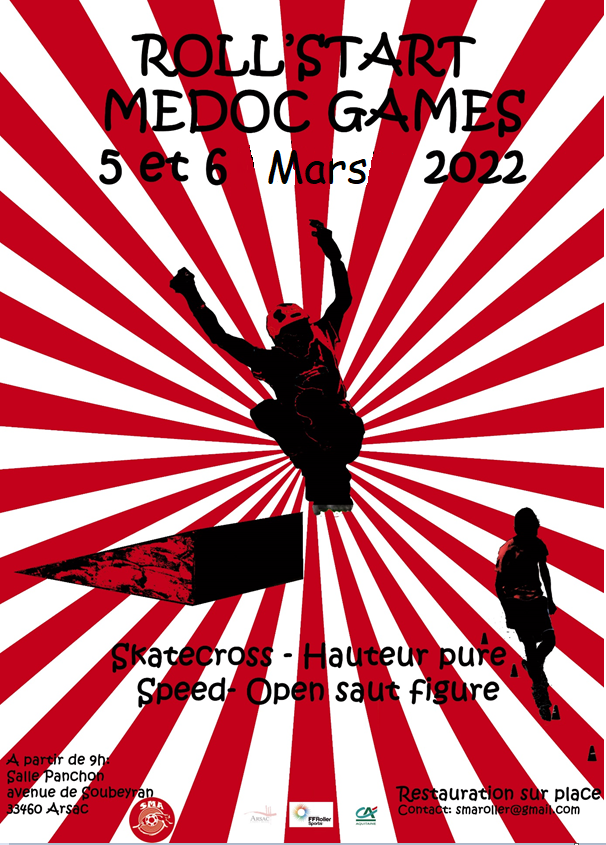 ROLL'START
MEDOC GAMES
5 et 6 Mars 2022
Skatecross - Hauteur pure
Speed- Open saut figure
A partir de 9h:
Salle Panchon
avenue de Soubeyran
33460 Arsac
Restauration sur place
Contact: smaroller@gmail.com
SMA
ARSAC
FFRoller
Sports
CA